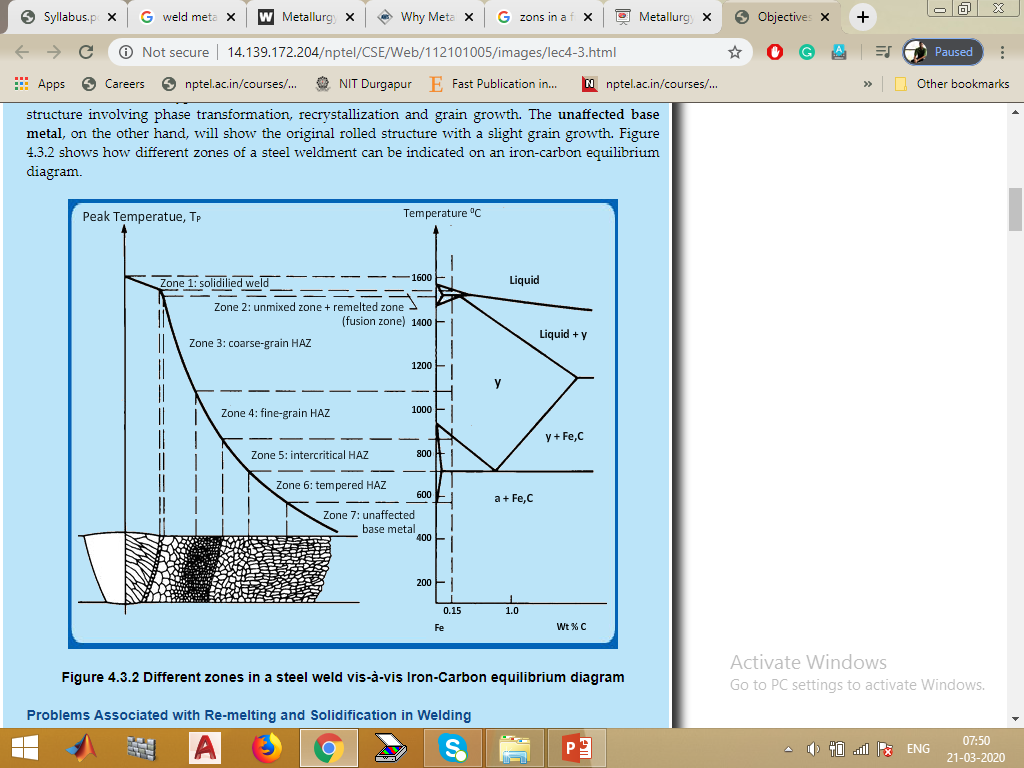 Syllabus.p
weld meta
Metallurg
Why Meta
zons in a f
Metallurg
Objective
Not secure | 14.139.172.204/nptel/CSE/Web/112101005/images/lec4-3.html
Paused
Apps
Careers
nptel.ac.in/courses/...
NIT Durgapur
Fast Publication in...
nptel.ac.in/courses/...
»
Other bookmarks
structure involving phase transformation, recrystallization and grain growth. The unaffected base
metal, on the other hand, will show the original rolled structure with a slight grain growth. Figure
4.3.2 shows how different zones of a steel weldment can be indicated on an iron-carbon equilibrium
diagram.
Peak Temperatue, TP
Temperature ⁰C
Zone 1: solidilied weld
Zone 2: unmixed zone + remelted zone
(fusion zone)
Zone 3: coarse-grain HAZ
Zone 4: fine-grain HAZ
Zone 5: intercritical HAZ
Zone 6: tempered HAZ
Zone 7: unaffected
base metal
1600
1400
1200
1000
800
600
400
200
Liquid
Liquid + y
y
y + Fe,C
a + Fe,C
0.15
1.0
Fe
Wt % C
Figure 4.3.2 Different zones in a steel weld vis-à-vis Iron-Carbon equilibrium diagram
Problems Associated with Re-melting and Solidification in Welding
Activate Windows
Go to PC settings to activate Windows.
ENG
07:50
21-03-2020